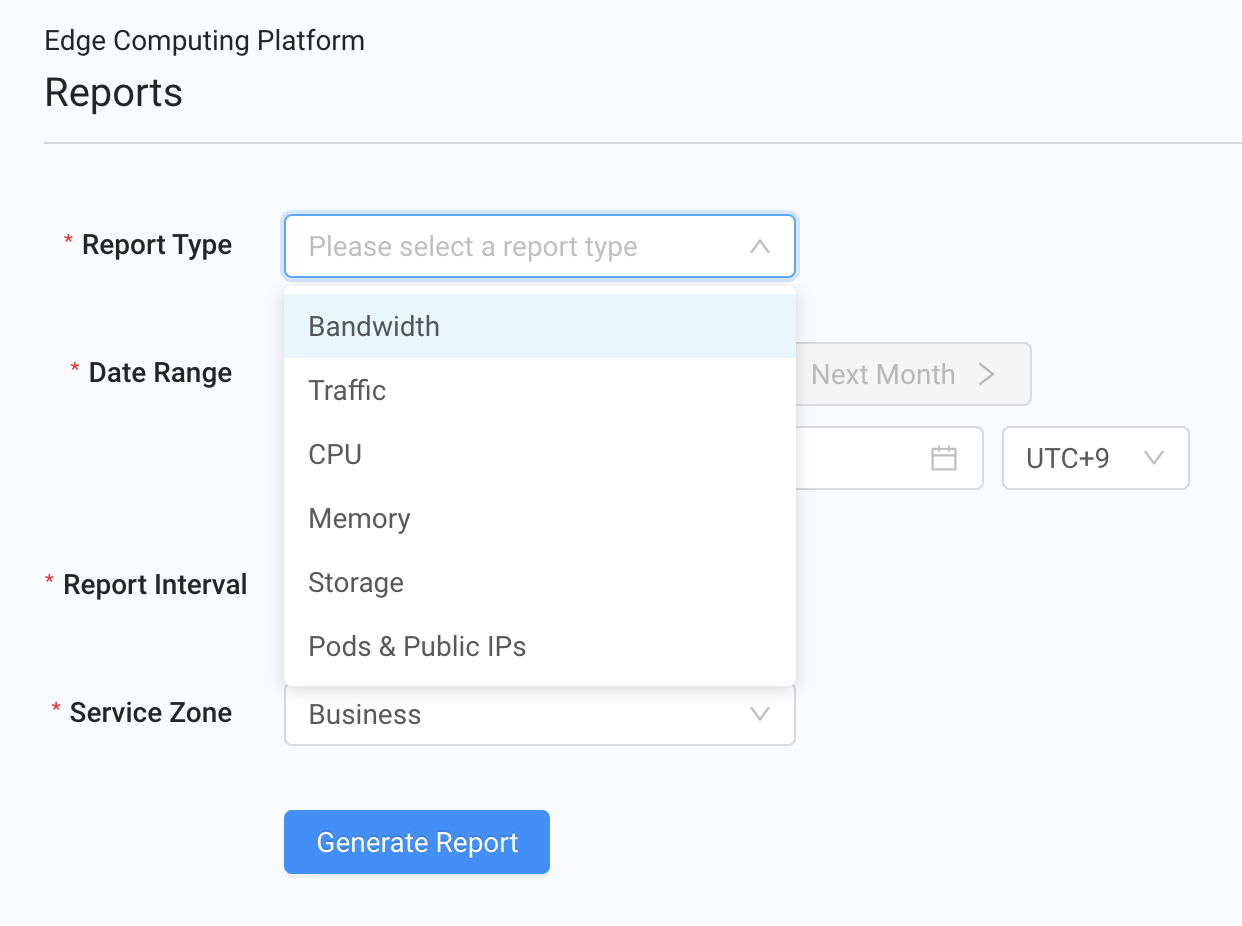 Edge Computing Platform
Reports
* Report Type
Please select a report type
Bandwidth
* Date Range
Next Month
Traffic
CPU
UTC+9
Memory
* Report Interval
Storage
Pods & Public IPs
* Service Zone
Business
Generate Report